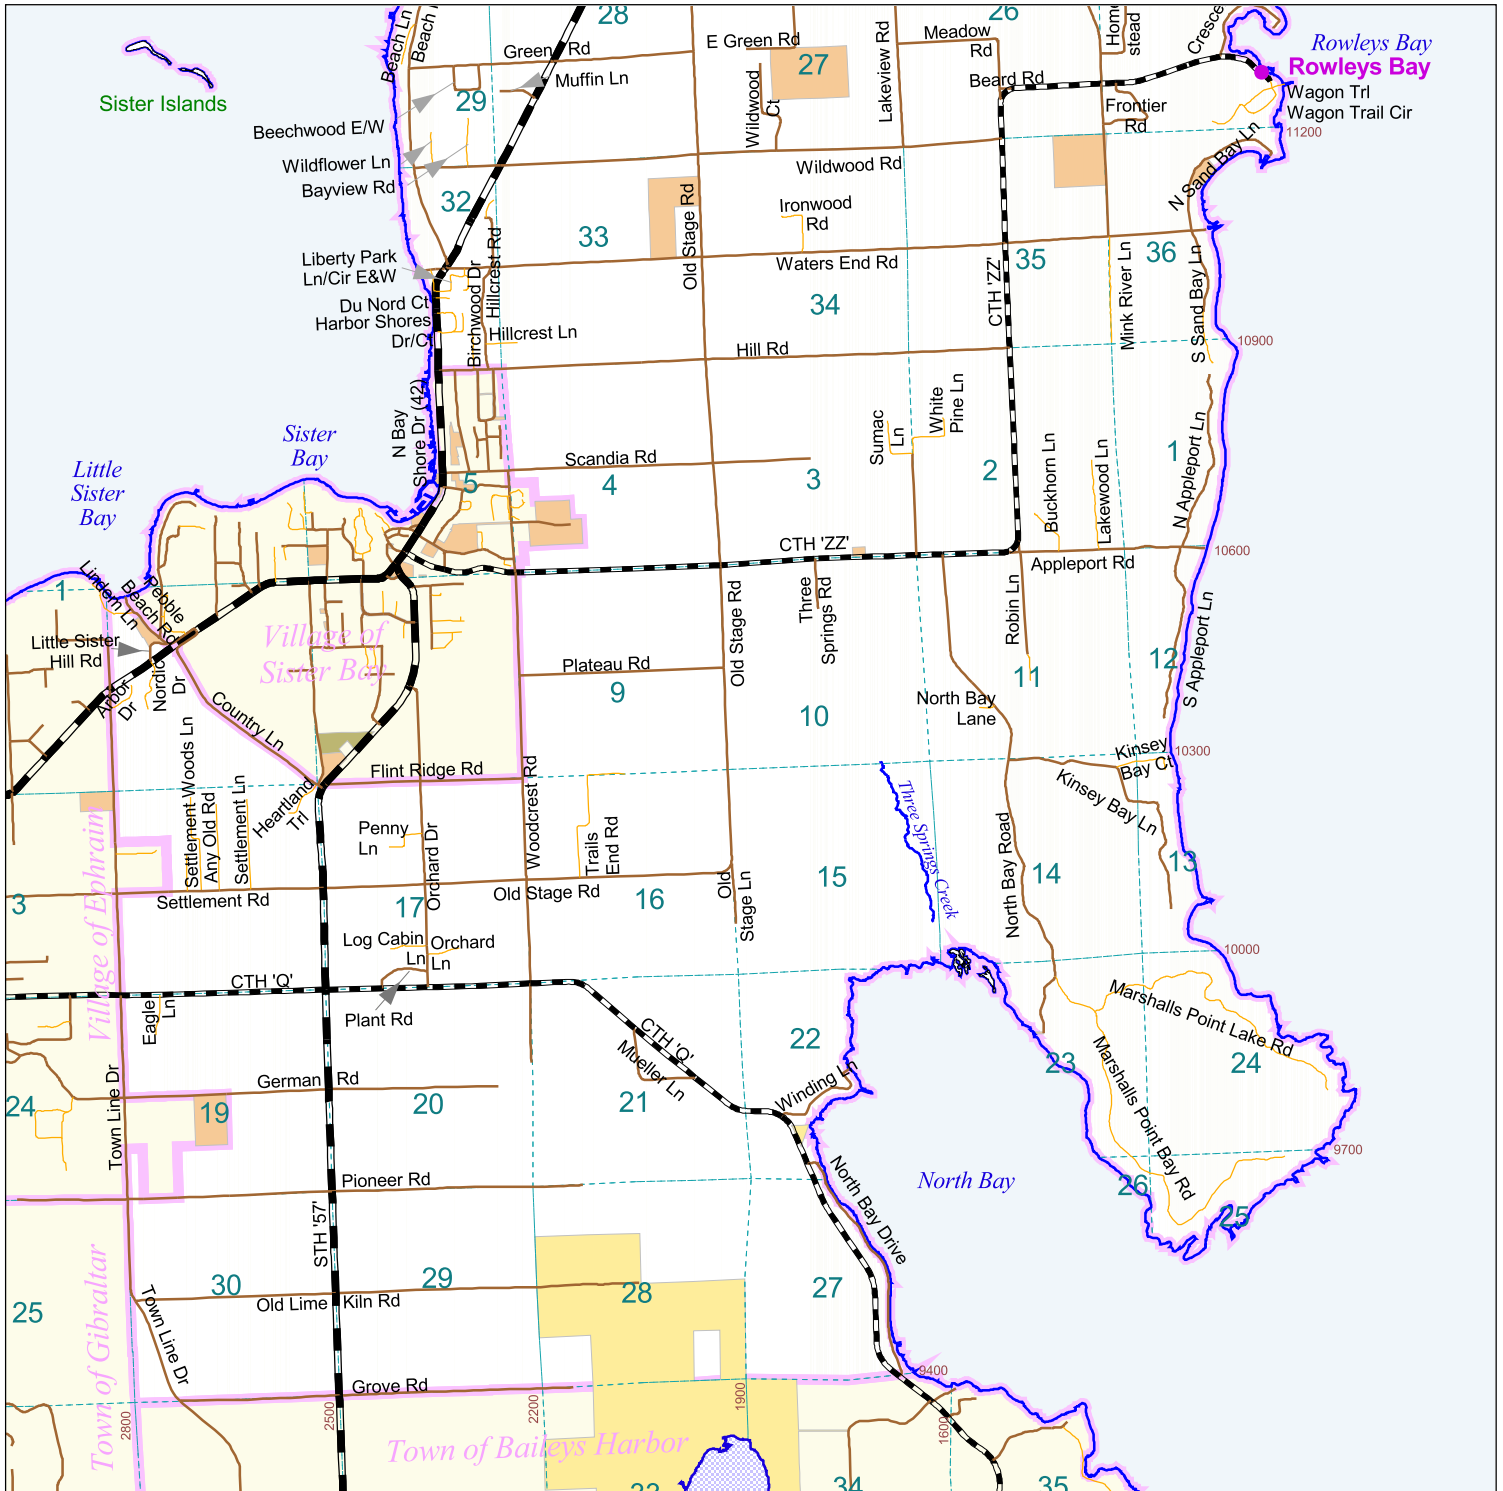 28
26
Beach Ln
Beach
Green Rd
E Green Rd
Lakeview Rd
Meadow
Rd
Home
stead
Cresce
Rowleys Bay
Rowleys Bay
Sister Islands
Muffin Ln
27
Beard Rd
Wagon Trl
Wagon Trail Cir
29
Wildwood
Ct
Frontier
Rd
11200
Beechwood E/W
Wildflower Ln
Bayview Rd
Wildwood Rd
N Sand Bay Ln
32
33
Old Stage Rd
Ironwood
Rd
35
36
Liberty Park
Ln/Cir E&W
Hillcrest Rd
Birchwood Dr
Waters End Rd
CTH 'ZZ'
Mink River Ln
S Sand Bay Ln
Du Nord Ct
Harbor Shores
Dr/Ct
Hillcrest Ln
34
Hill Rd
10900
N Bay
Shore Dr (42)
Sister
Bay
Little
Sister
Bay
Sumac
Ln
White
Pine Ln
Scandia Rd
5
4
3
2
Buckhorn Ln
Lakewood Ln
1
N Appleport Ln
CTH 'ZZ'
10600
Appleport Rd
1
Lindem Ln
Pebble
Beach Rd
Little Sister
Hill Rd
Village of
Sister Bay
Three
Springs Rd
Old Stage Rd
Robin Ln
S Appleport Ln
Arbor
Dr
Nordic
Dr
Plateau Rd
9
10
11
12
North Bay
Lane
Country Ln
Kinsey
Bay Ct
10300
Flint Ridge Rd
Woodcrest Rd
Kinsey Bay Ln
Settlement Woods Ln
Any Old Rd
Settlement Ln
Heartland
Trl
Penny
Ln
Orchard Dr
Trails
End Rd
Three Springs Creek
North Bay Road
14
13
15
3
Settlement Rd
17
Old Stage Rd
16
Old
Stage Ln
Village of Ephraim
Log Cabin
Ln
Orchard
Ln
10000
CTH 'Q'
Eagle
Ln
Plant Rd
CTH 'Q'
Mueller Ln
22
Marshalls Point Lake Rd
23
24
Marshalls Point Bay Rd
Winding Ln
German Rd
24
19
20
21
Town Line Dr
9700
Pioneer Rd
North Bay
North Bay Drive
26
25
STH '57'
Town of Gibraltar
30
29
28
27
25
Old Lime Kiln Rd
Town Line Dr
9400
Grove Rd
2800
2500
2200
1900
1600
Town of Baileys Harbor
33
34
35